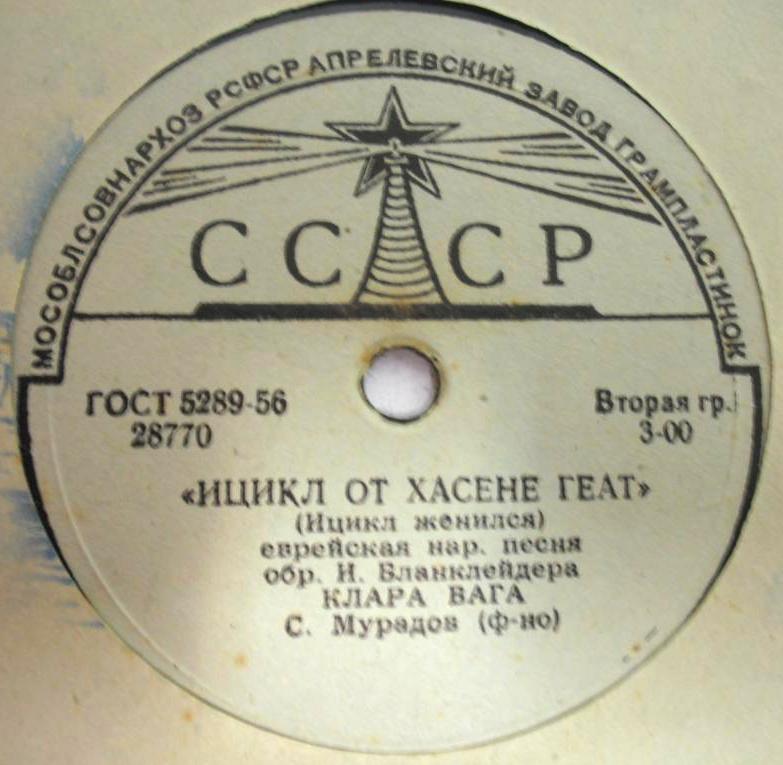 МОСОБЛСОВНАРХОЗ РСФСР АПРЕЛЕВСКИЙ ЗАВОД ГРАМПЛАСТИНОК
СССР
ГОСТ 5289-56
28770
Вторая гр.
3-00
«ИЦИКЛ ОТ ХАСЕНЕ ГЕАТ»
(Ицикл женился)
еврейская нар. песня
обр. И. Бланклейдера
КЛАРА ВАГА
С. Мурадов (ф-но)